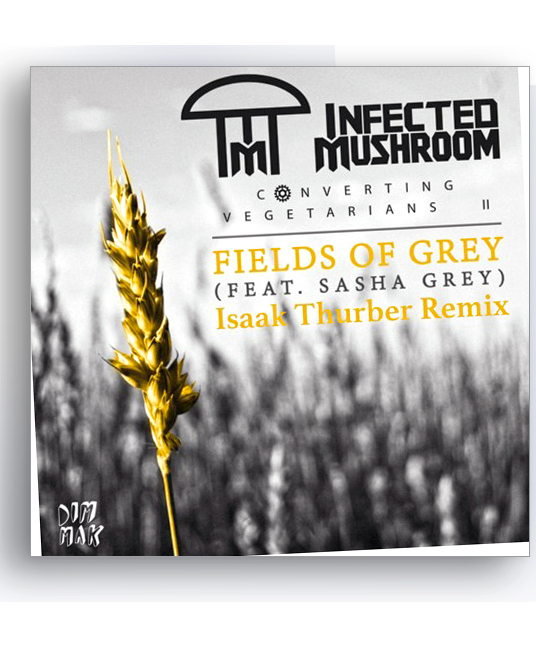 INFECTED
MUSHROOM
CONVERTING
VEGETARIANS II
FIELDS OF GREY
(FEAT. SASHA GREY)
Isaak Thurber Remix
DIM
MAK